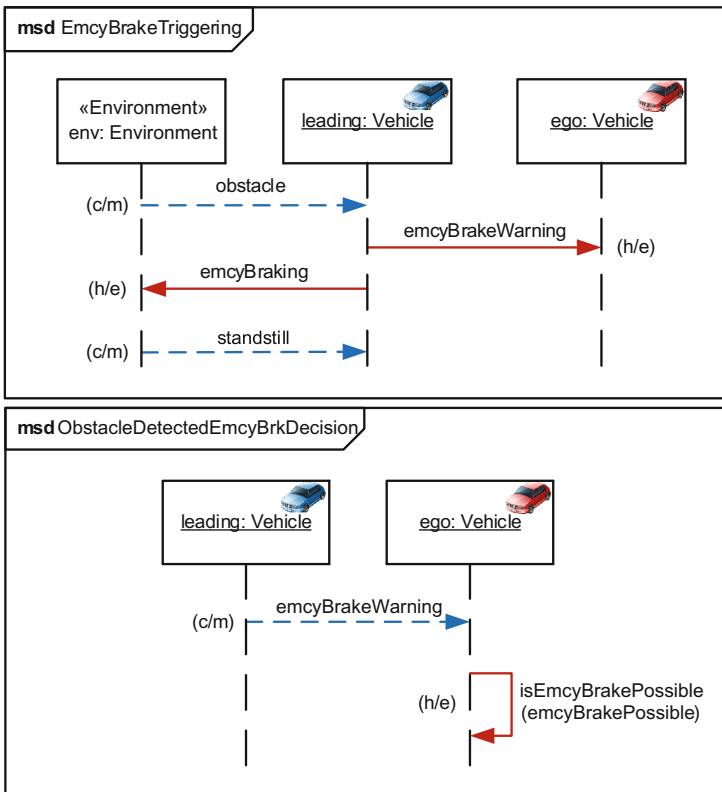 msd EmcyBrakeTriggering
«Environment»
env: Environment
leading: Vehicle
ego: Vehicle
obstacle
(c/m)
emcyBrakeWarning
(h/e)
emcyBraking
(h/e)
standstill
(c/m)
msd ObstacleDetectedEmcyBrkDecision
leading: Vehicle
ego: Vehicle
emcyBrakeWarning
(c/m)
isEmcyBrakePossible
(h/e)
(emcyBrakePossible)